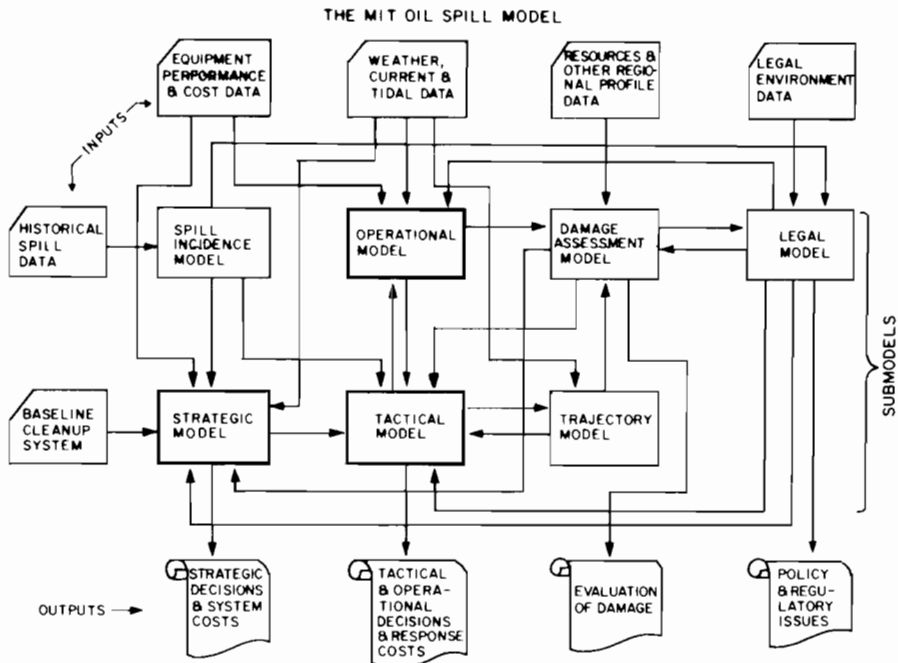 THE MIT OIL SPILL MODEL
EQUIPMENT
PERFORMANCE
& COST DATA
WEATHER,
CURRENT &
TIDAL DATA
RESOURCES &
OTHER REGIO-
NAL PROFILE
DATA
LEGAL
ENVIRONMENT
DATA
INPUTS
HISTORICAL
SPILL
DATA
SPILL
INCIDENCE
MODEL
OPERATIONAL
MODEL
DAMAGE
ASSESSMENT
MODEL
LEGAL
MODEL
SUBMODELS
BASELINE
CLEANUP
SYSTEM
STRATEGIC
MODEL
TACTICAL
MODEL
TRAJECTORY
MODEL
OUTPUTS
STRATEGIC
DECISIONS
& SYSTEM
COSTS
TACTICAL
& OPERA-
TIONAL
DECISIONS
& RESPONSE
COSTS
EVALUATION
OF DAMAGE
POLICY
& REGU-
LATORY
ISSUES